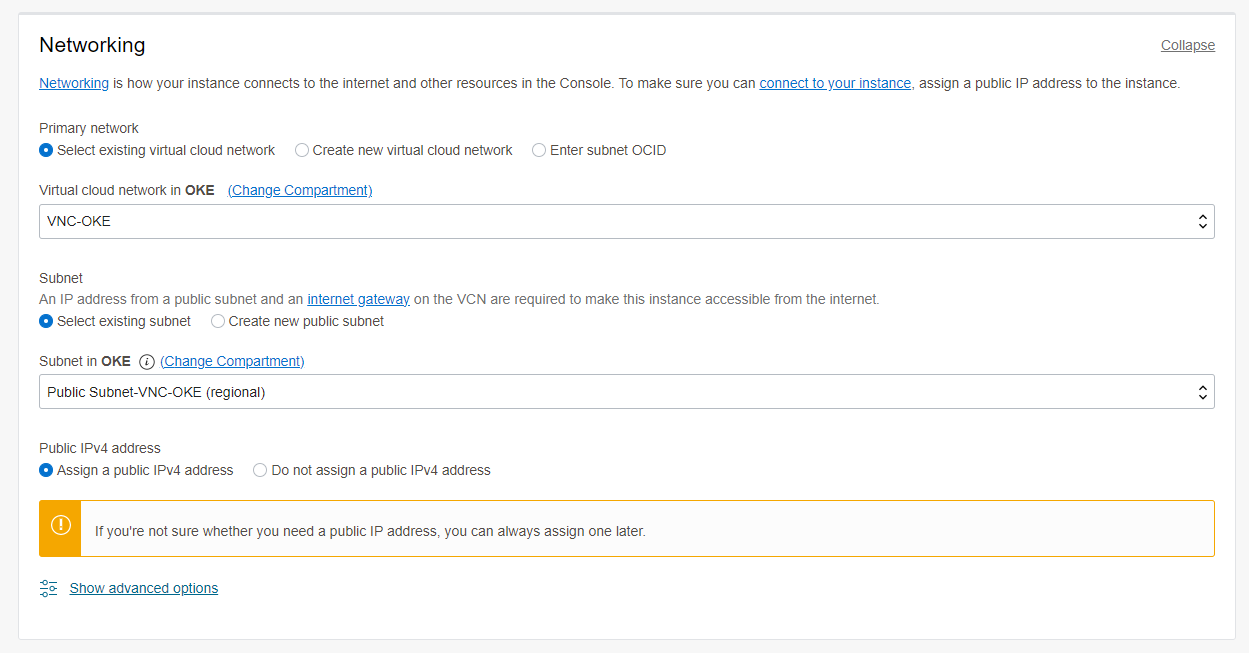 Networking
Collapse
Networking is how your instance connects to the internet and other resources in the Console. To make sure you can connect to your instance, assign a public IP address to the instance.
Primary network
Select existing virtual cloud network Create new virtual cloud network Enter subnet OCID
Virtual cloud network in OKE (Change Compartment)
VNC-OKE
Subnet
An IP address from a public subnet and an internet gateway on the VCN are required to make this instance accessible from the internet.
Select existing subnet Create new public subnet
Subnet in OKE i (Change Compartment)
Public Subnet-VNC-OKE (regional)
Public IPv4 address
Assign a public IPv4 address Do not assign a public IPv4 address
If you're not sure whether you need a public IP address, you can always assign one later.
Show advanced options